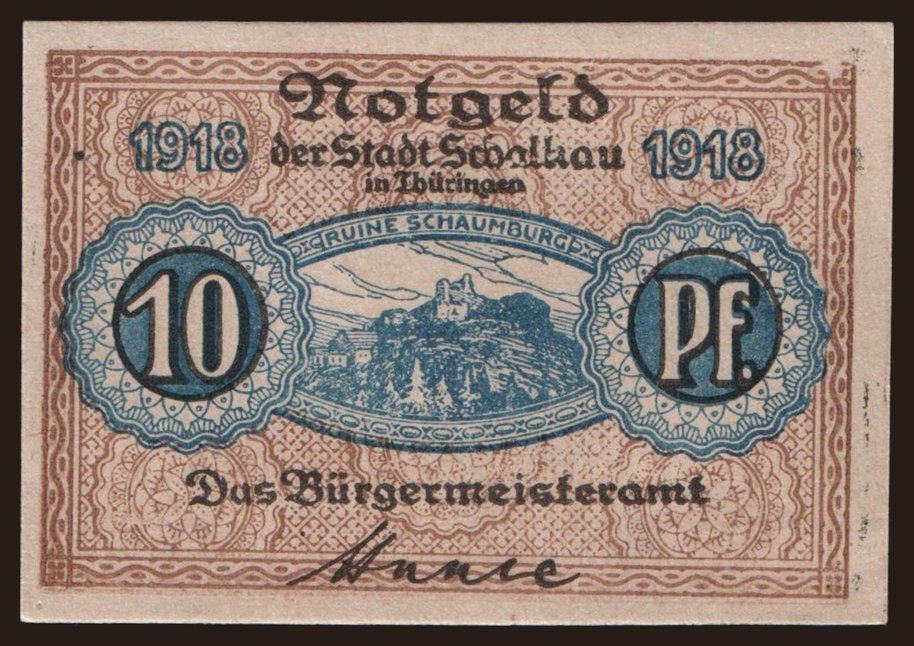 Notgeld
1918 der Stadt Schalkau 1918
in Thüringen
RUINE SCHAUMBURG
10 Pf.
Das Bürgermeisteramt